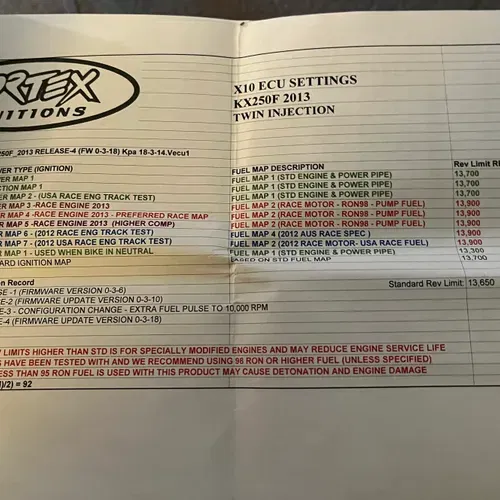 RTEX
NITIONS
X10 ECU SETTINGS
KX250F 2013
TWIN INJECTION
250F_2013 RELEASE-4 (FW 0-3-18) Kpa 18-3-14.Vecu1
WER TYPE (IGNITION) FUEL MAP DESCRIPTION Rev Limit R
WER MAP 1 FUEL MAP 1 (STD ENGINE & POWER PIPE) 13,700
CTION MAP 1 FUEL MAP 1 (STD ENGINE & POWER PIPE) 13,700
ER MAP 2 - (USA RACE ENG TRACK TEST) FUEL MAP 1 (STD ENGINE & POWER PIPE) 13,700
ER MAP 3 -RACE ENGINE 2013 FUEL MAP 2 (RACE MOTOR - RON98 - PUMP FUEL) 13,900
R MAP 4 -RACE ENGINE 2013 - PREFERRED RACE MAP FUEL MAP 2 (RACE MOTOR - RON98 - PUMP FUEL) 13,900
R MAP 5 -RACE ENGINE 2013 (HIGHER COMP) FUEL MAP 2 (RACE MOTOR - RON98 - PUMP FUEL) 13,900
R MAP 6 - (2012 RACE ENG TRACK TEST) FUEL MAP 4 (2012 AUS RACE SPEC) 13,900
R MAP 7 - (2012 USA RACE ENG TRACK TEST) FUEL MAP 2 (2012 RACE MOTOR- USA RACE FUEL) 13,900
R MAP 1 - USED WHEN BIKE IN NEUTRAL FUEL MAP 1 (STD ENGINE & POWER PIPE) 13,300
ARD IGNITION MAP BASED ON STD FUEL MAP 13,700
on Record Standard Rev Limit: 13,650
SE -1 (FIRMWARE VERSION 0-3-6)
SE-2 (FIRMWARE UPDATE VERSION 0-3-10)
SE-3 - CONFIGURATION CHANGE - EXTRA FUEL PULSE TO 10,000 RPM
SE-4 (FIRMWARE UPDATE VERSION 0-3-18)
LIMITS HIGHER THAN STD IS FOR SPECIALLY MODIFIED ENGINES AND MAY REDUCE ENGINE SERVICE LIFE
S HAVE BEEN TESTED WITH AND WE RECOMMEND USING 98 RON OR HIGHER FUEL (UNLESS SPECIFIED)
ESS THAN 95 RON FUEL IS USED WITH THIS PRODUCT MAY CAUSE DETONATION AND ENGINE DAMAGE
)/2) = 92